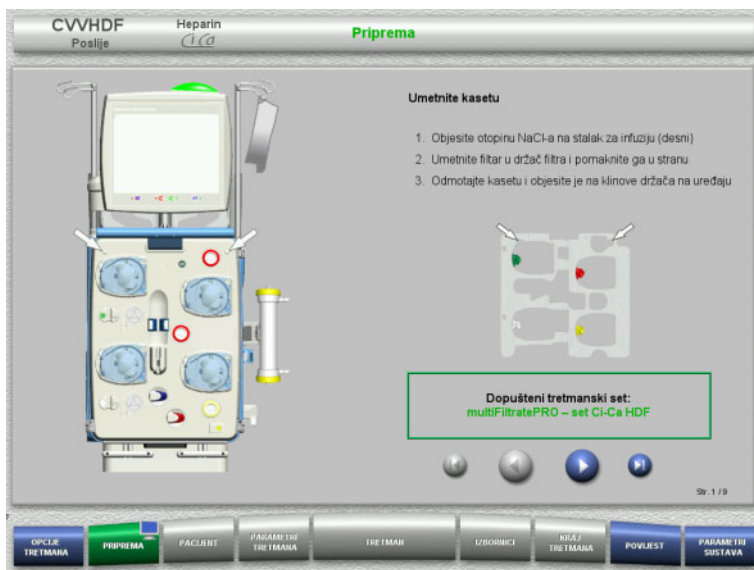 CVVHDF
Poslije
Heparin
Ci Ca
Priprema
Umetnite kasetu
1. Objesite otopinu NaCl-a na stalak za infuziju (desni)
2. Umetnite filtar u držač filtra i pomaknite ga u stranu
3. Odmotajte kasetu i objesite je na klinove držača na uređaju
Dopušteni tretmanski set:
multiFiltratePRO – set Ci-Ca HDF
Str. 1 / 9
OPCIJE
TRETMANA
PRIPREMA
PACIJENT
PARAMETRI
TRETMANA
TRETMAN
IZBORNICI
KRAJ
TRETMANA
POVIJEST
PARAMETRI
SUSTAVA